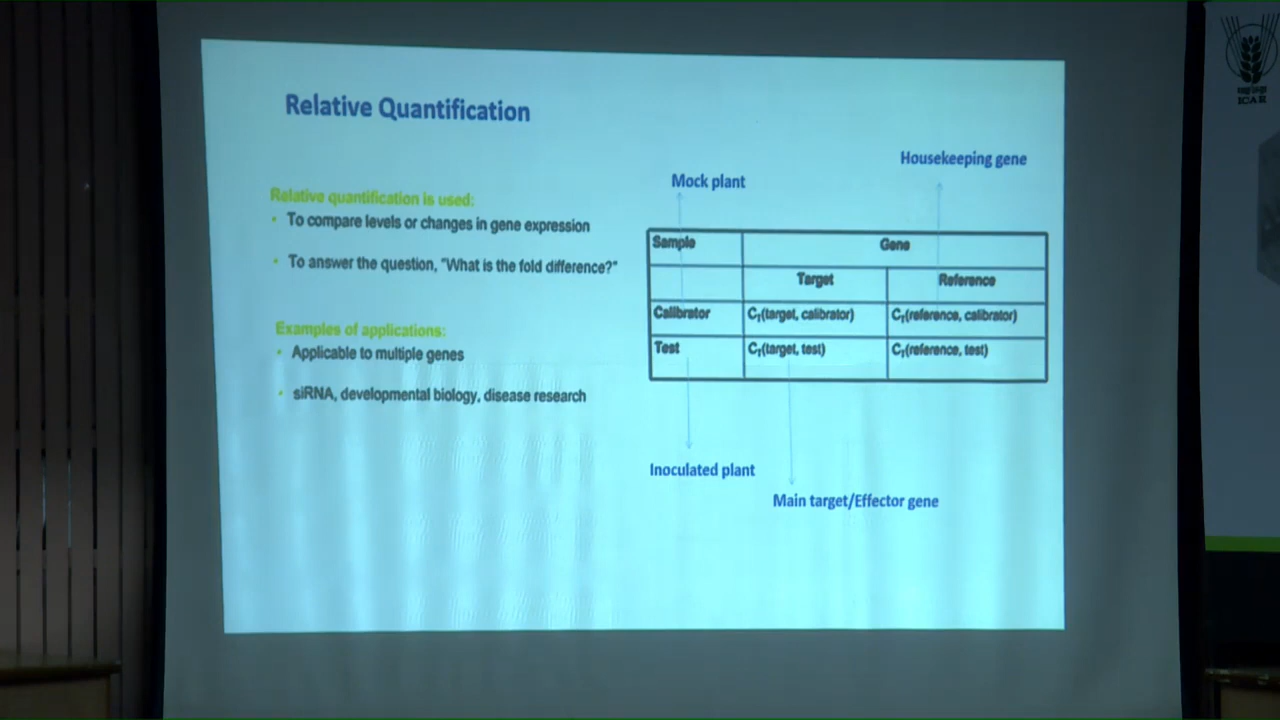 Relative Quantification
Relative quantification is used:
• To compare levels or changes in gene expression
• To answer the question, "What is the fold difference?"
Examples of applications:
• Applicable to multiple genes
• siRNA, developmental biology, disease research
Housekeeping gene
Mock plant
Sample Gene
Target Reference
Calibrator CT(target, calibrator) CT(reference, calibrator)
Test CT(target, test) CT(reference, test)
Inoculated plant
Main target/Effector gene
ICAR